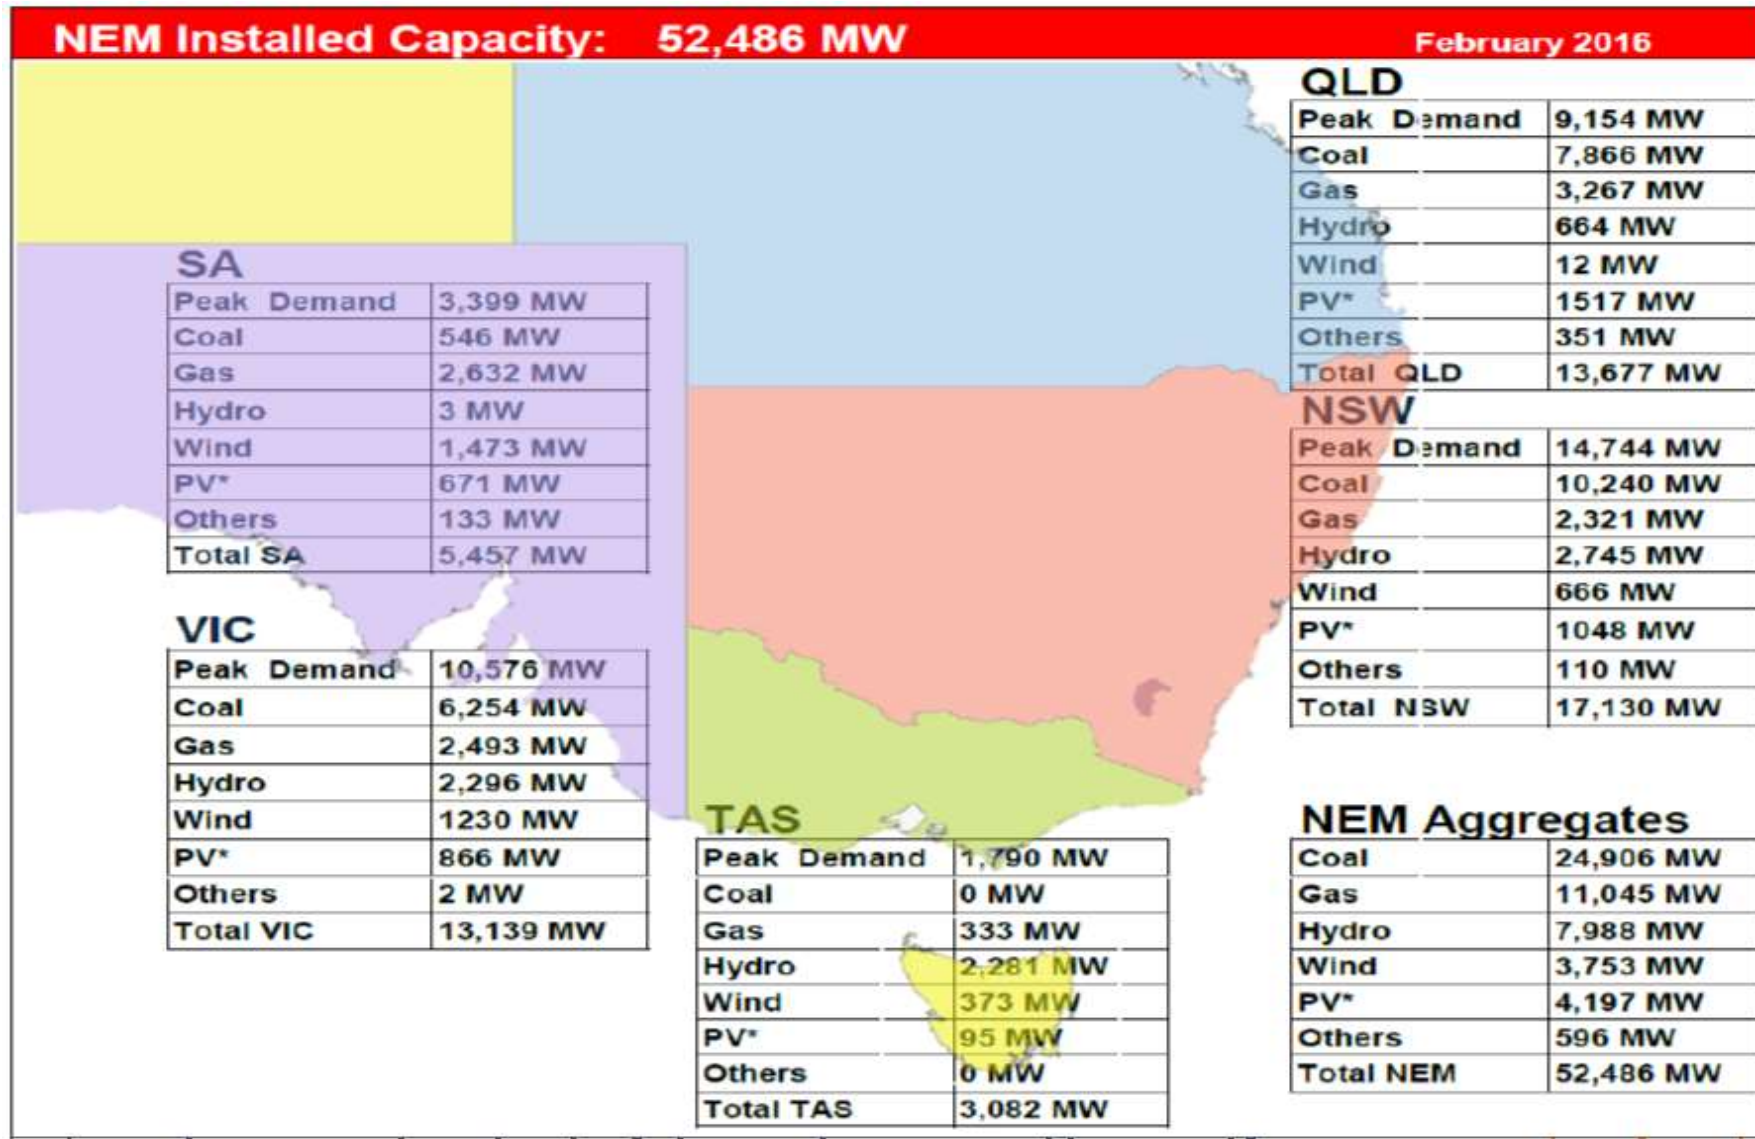 NEM Installed Capacity: 52,486 MW
February 2016
QLD
Peak Demand 9,154 MW
Coal 7,866 MW
Gas 3,267 MW
Hydro 664 MW
Wind 12 MW
PV* 1517 MW
Others 351 MW
Total QLD 13,677 MW
SA
Peak Demand 3,399 MW
Coal 546 MW
Gas 2,632 MW
Hydro 3 MW
Wind 1,473 MW
PV* 671 MW
Others 133 MW
Total SA 5,457 MW
NSW
Peak Demand 14,744 MW
Coal 10,240 MW
Gas 2,321 MW
Hydro 2,745 MW
Wind 666 MW
PV* 1048 MW
Others 110 MW
Total NSW 17,130 MW
VIC
Peak Demand 10,576 MW
Coal 6,254 MW
Gas 2,493 MW
Hydro 2,296 MW
Wind 1230 MW
PV* 866 MW
Others 2 MW
Total VIC 13,139 MW
TAS
Peak Demand 1,790 MW
Coal 0 MW
Gas 333 MW
Hydro 2,281 MW
Wind 373 MW
PV* 95 MW
Others 0 MW
Total TAS 3,082 MW
NEM Aggregates
Coal 24,906 MW
Gas 11,045 MW
Hydro 7,988 MW
Wind 3,753 MW
PV* 4,197 MW
Others 596 MW
Total NEM 52,486 MW